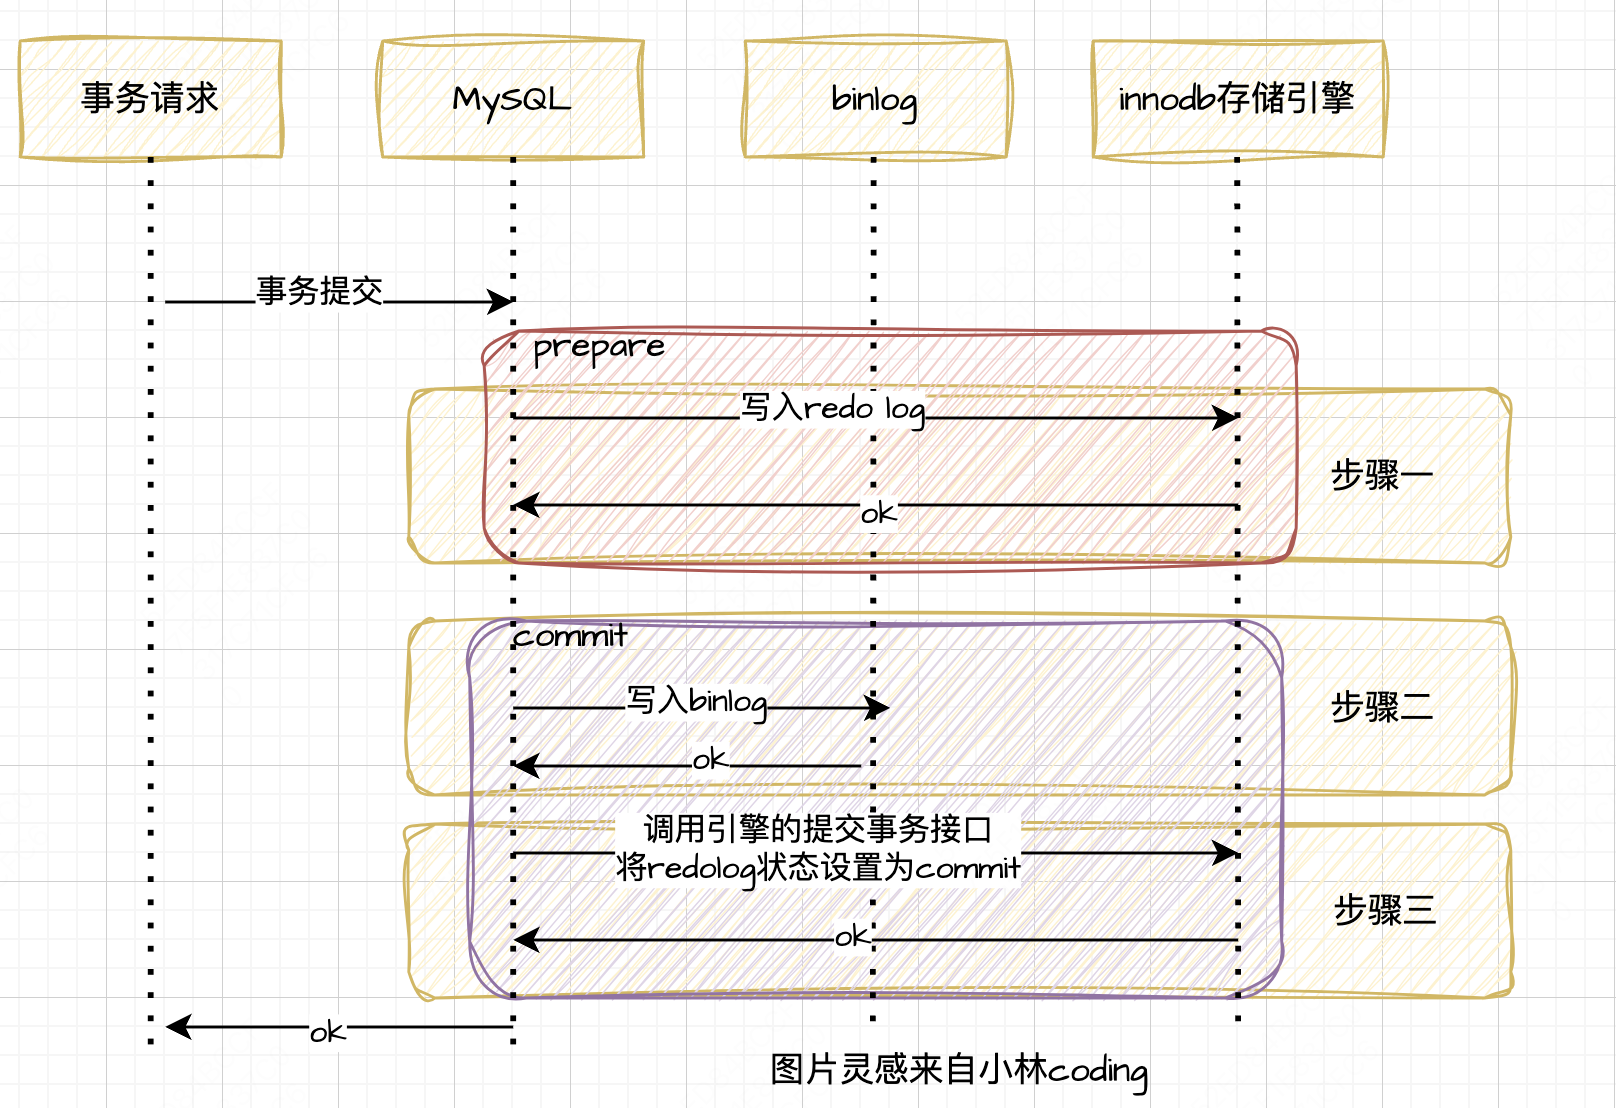 事务请求
MySQL
binlog
innodb存储引擎
事务提交
prepare
写入redo log
步骤一
ok
commit
写入binlog
步骤二
ok
调用引擎的提交事务接口
将redolog状态设置为commit
步骤三
ok
ok
图片灵感来自小林coding